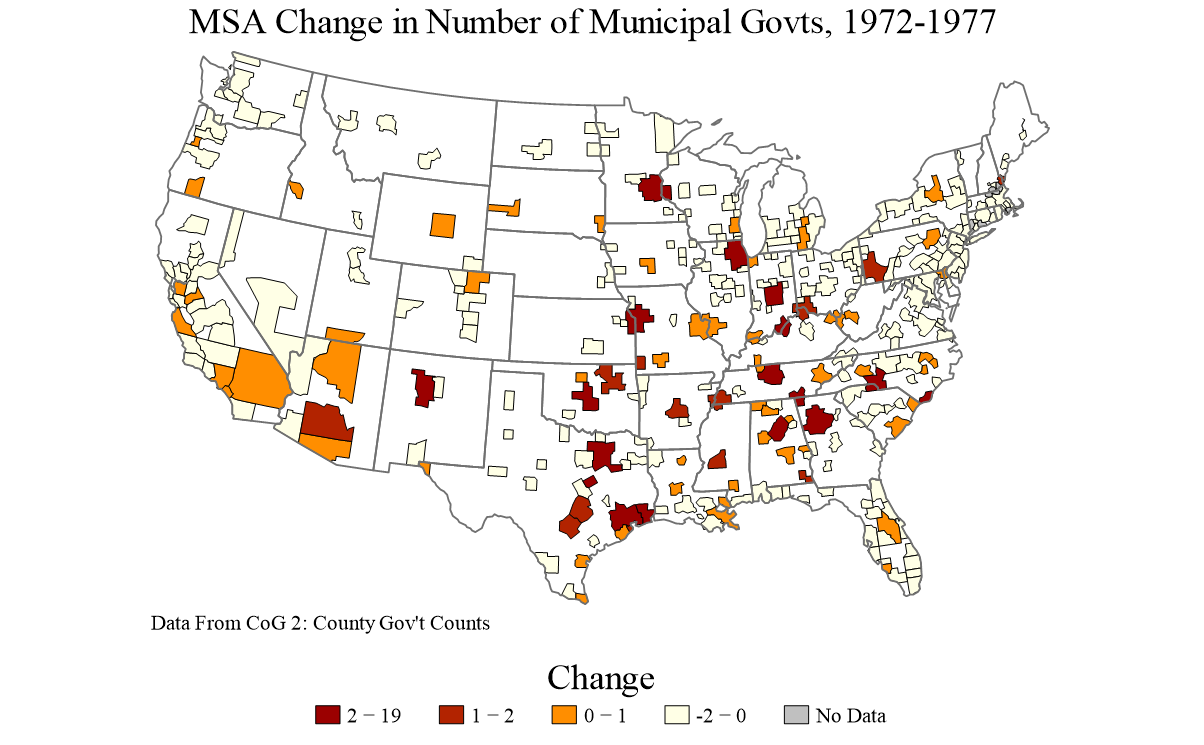 MSA Change in Number of Municipal Govts, 1972-1977
Data From CoG 2: County Gov't Counts
Change
2 − 19
1 − 2
0 − 1
-2 − 0
No Data